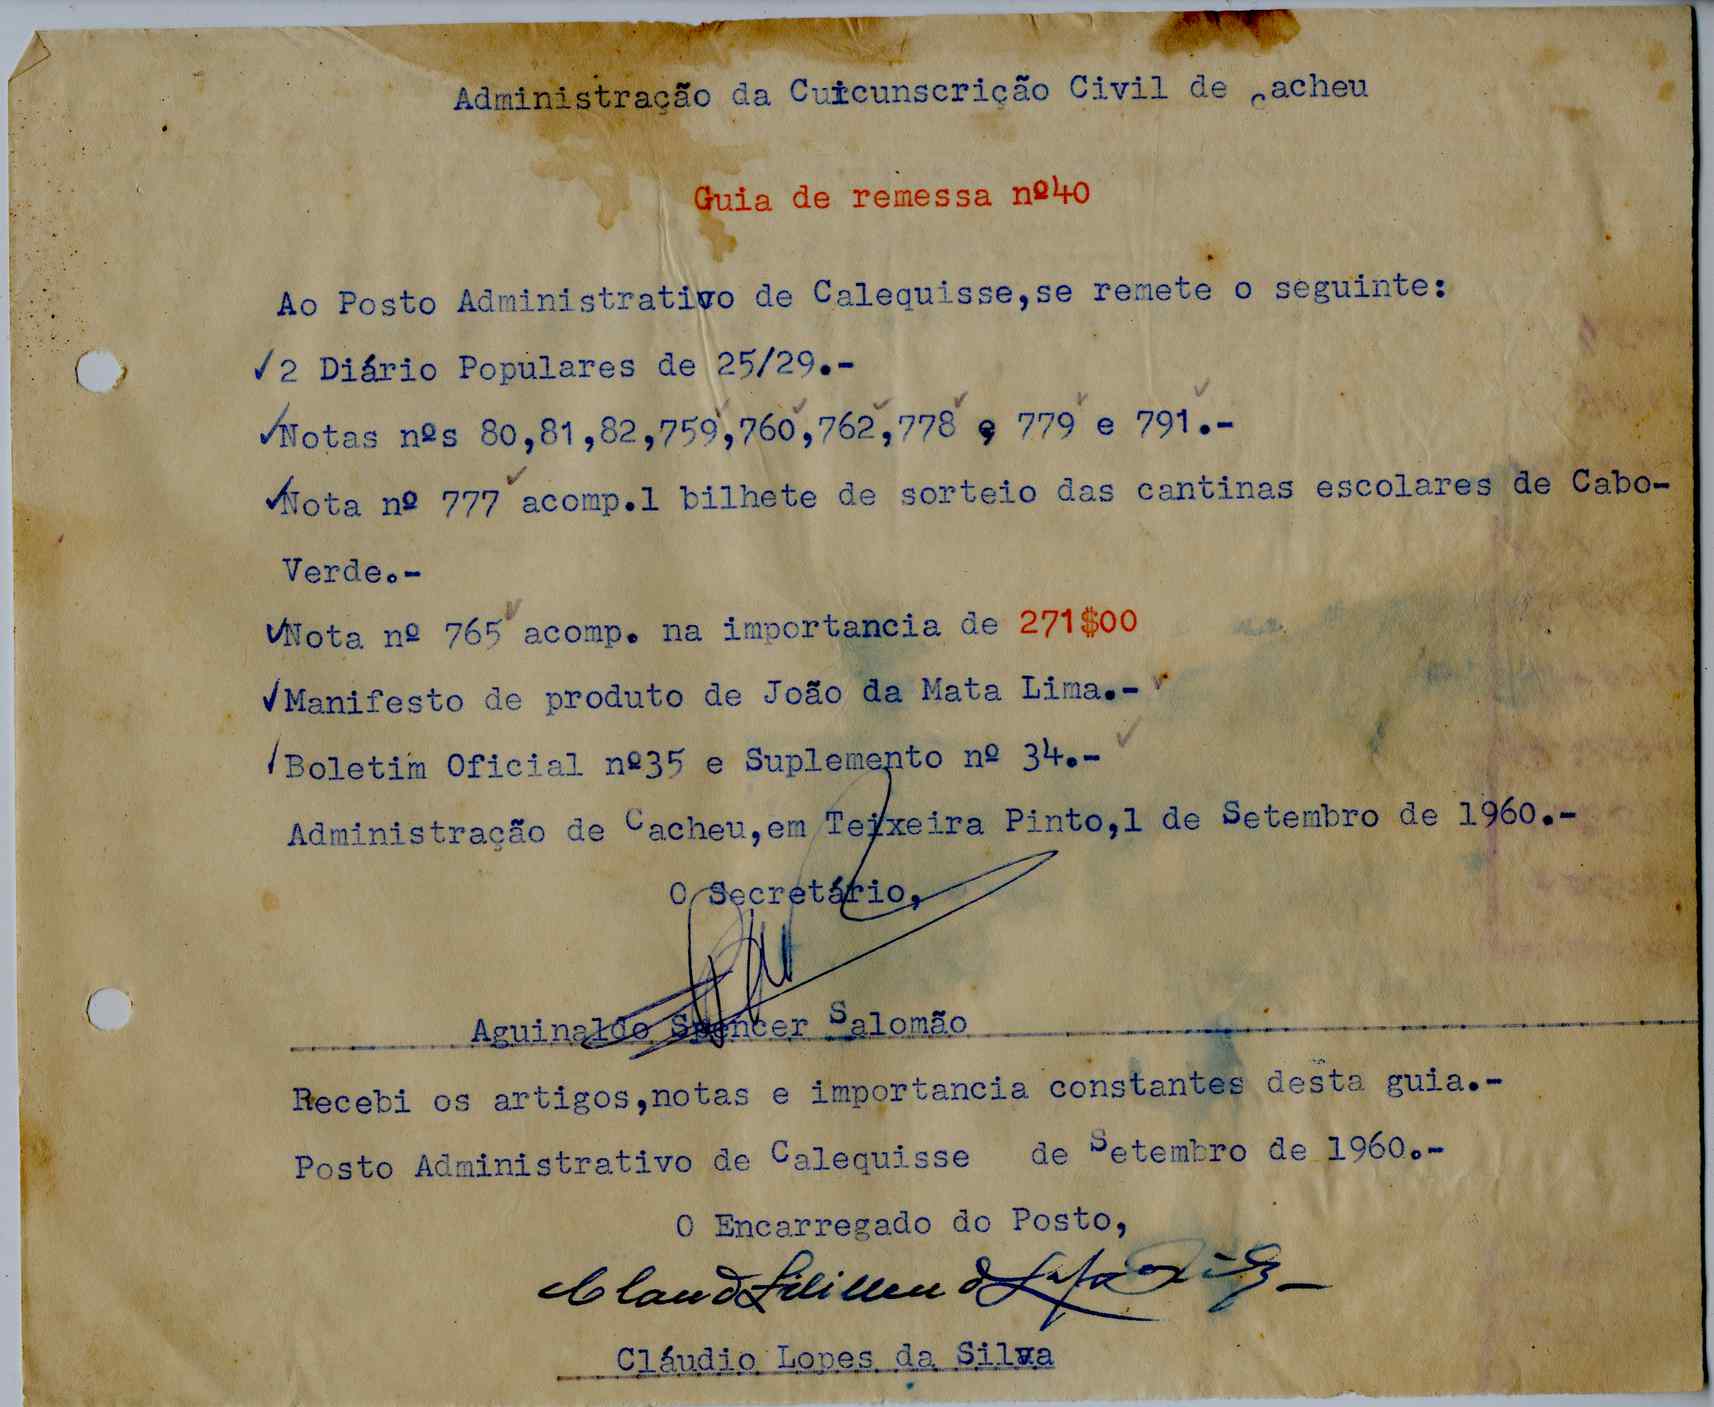 Administração da Cuicunscrição Civil de Cacheu
Guia de remessa nº40
Ao Posto Administrativo de Calequisse,se remete o seguinte:
✓2 Diário Populares de 25/29.-
✓Notas nºs 80,81,82,759,760,762,778 e 779 e 791.-
✓Nota nº 777 acomp.1 bilhete de sorteio das cantinas escolares de Cabo-
Verde.-
✓Nota nº 765 acomp. na importancia de 271$00
✓Manifesto de produto de João da Mata Lima.-
✓Boletim Oficial nº35 e Suplemento nº 34.-
Administração de Cacheu,em Teixeira Pinto,1 de Setembro de 1960.-
O Secretário,
Aguinaldo Spencer Salomão
Recebi os artigos,notas e importancia constantes desta guia.-
Posto Administrativo de Calequisse de Setembro de 1960.-
O Encarregado do Posto,
Cláudio Lopes da Silva